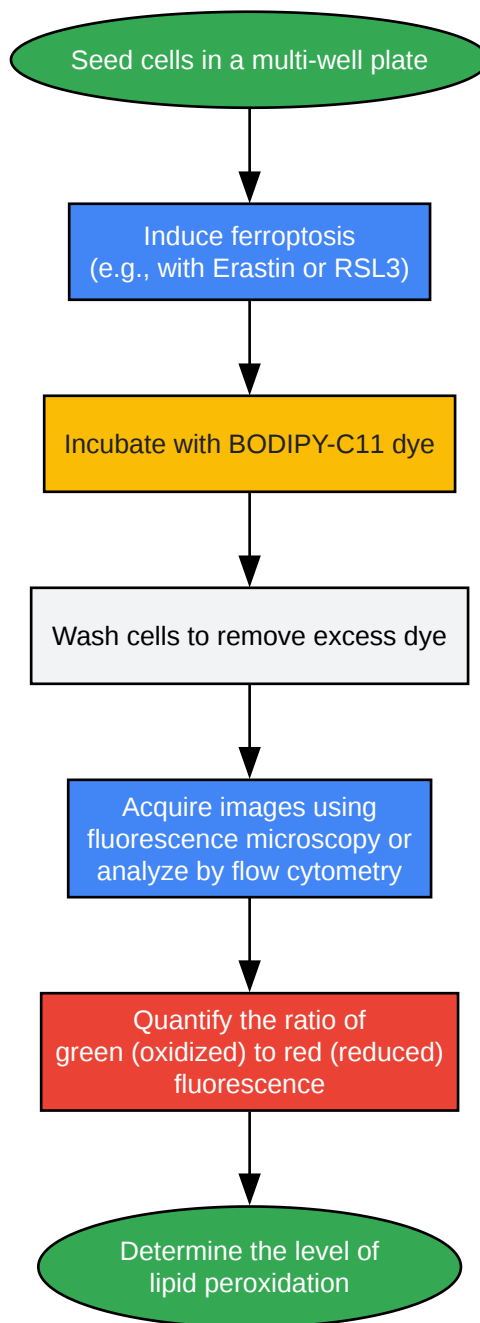 Seed cells in a multi-well plate
Induce ferroptosis
(e.g., with Erastin or RSL3)
Incubate with BODIPY-C11 dye
Wash cells to remove excess dye
Acquire images using
fluorescence microscopy or
analyze by flow cytometry
Quantify the ratio of
green (oxidized) to red (reduced)
fluorescence
Determine the level of
lipid peroxidation